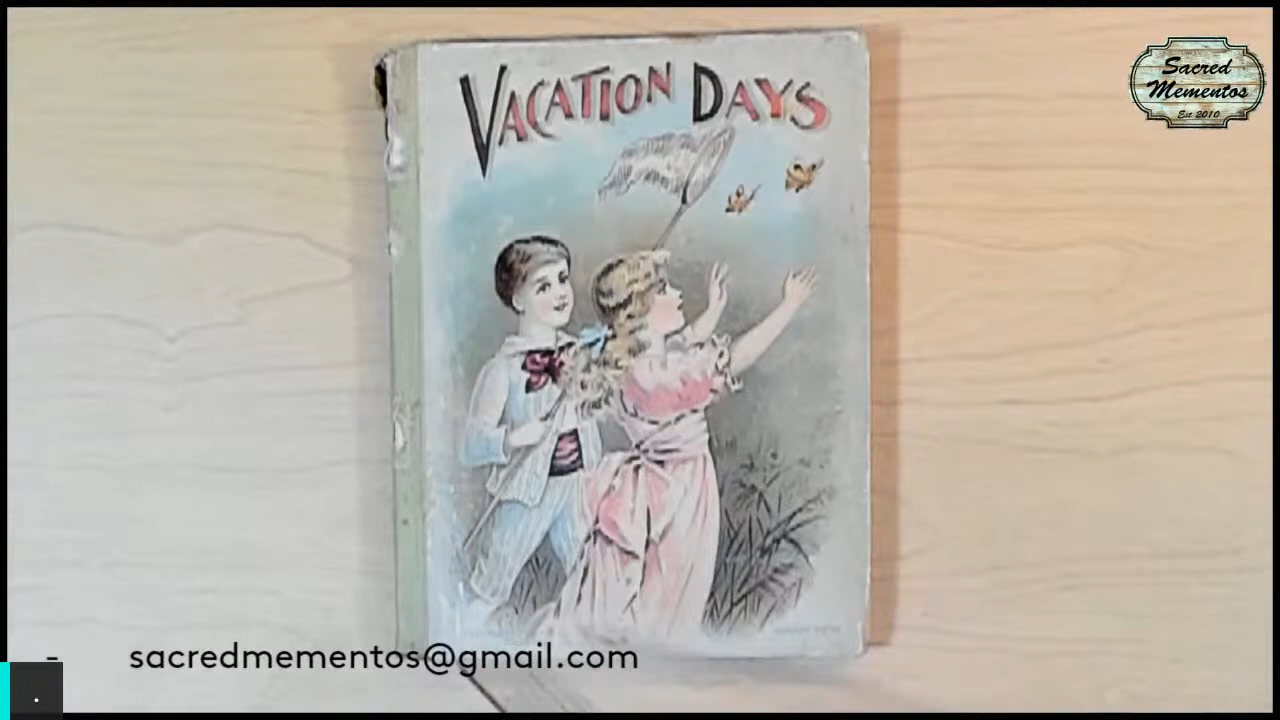 VACATION DAYS
Sacred
Mementos
Est 2010
- sacredmementos@gmail.com
.